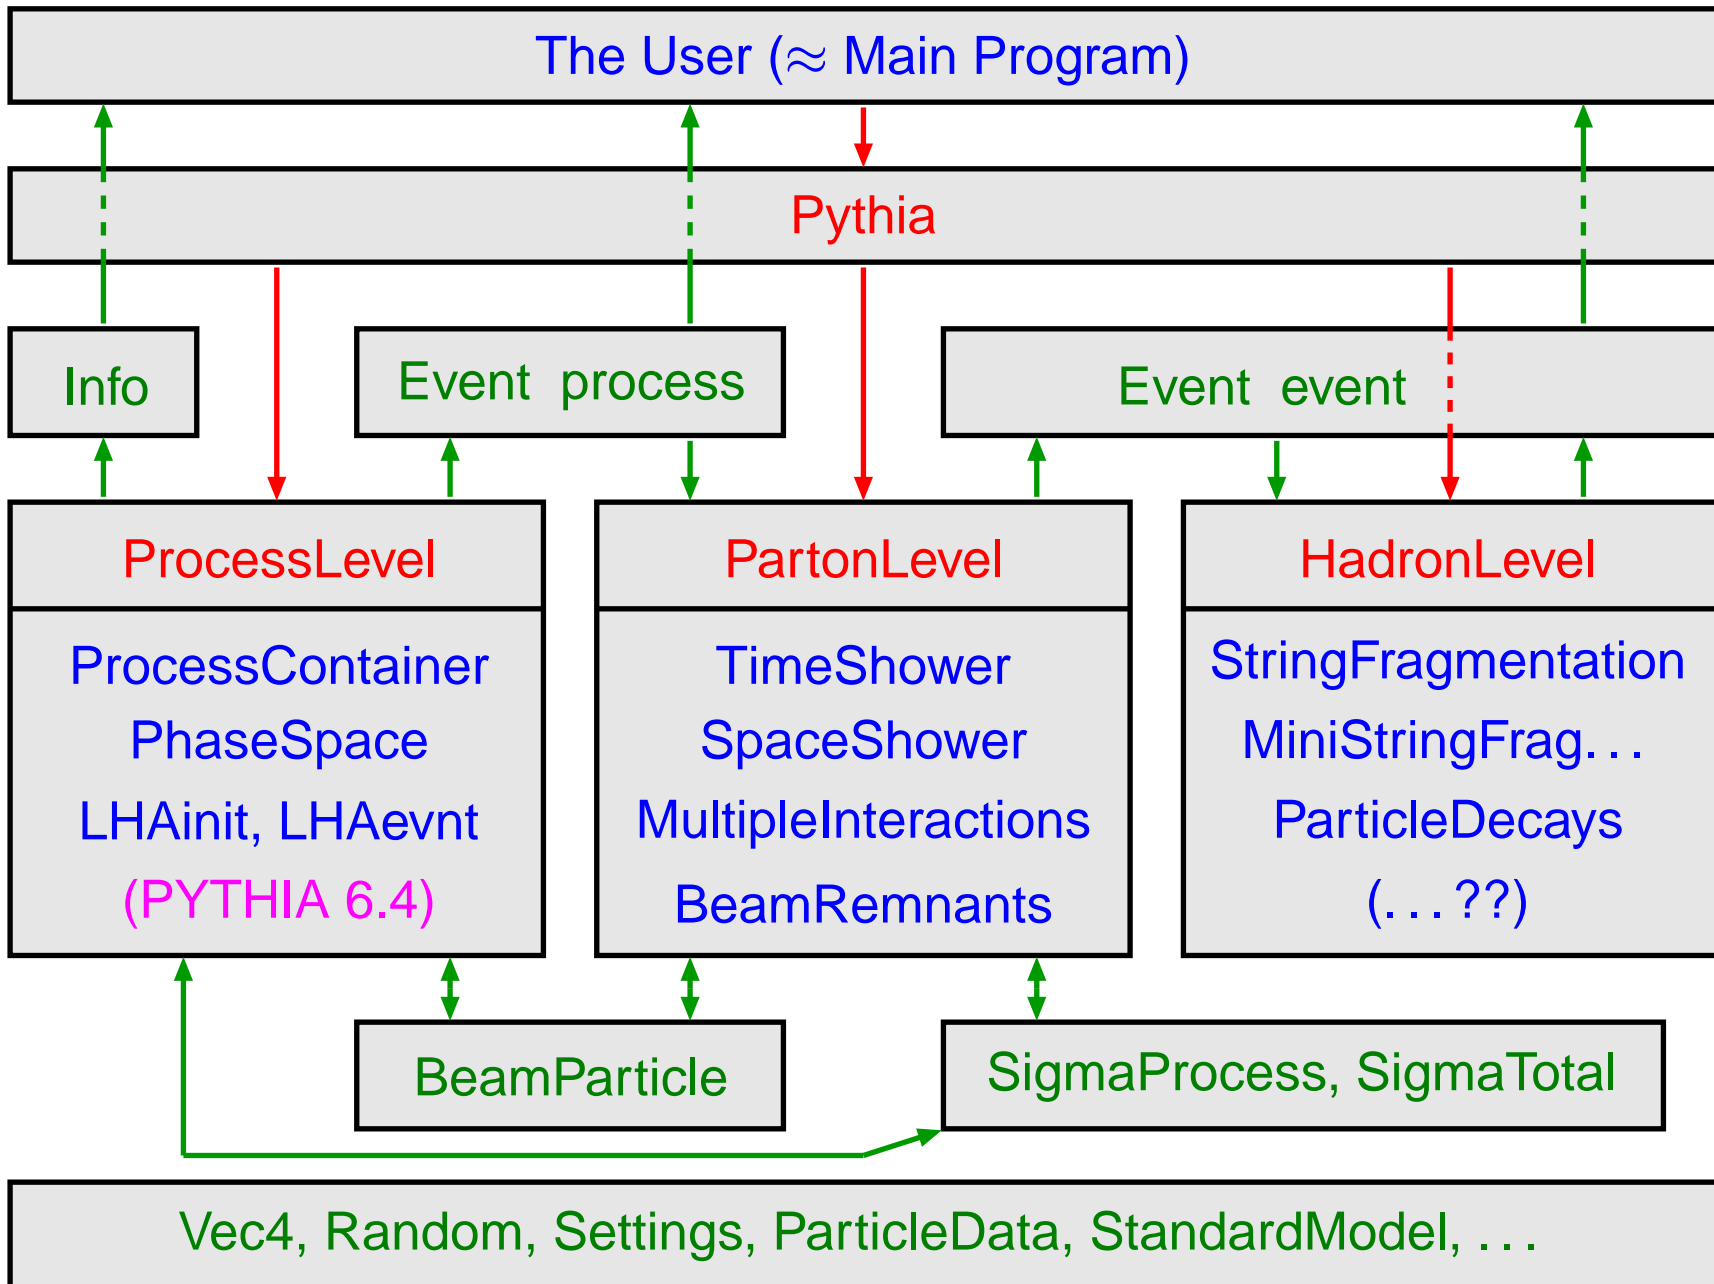 The User (≈ Main Program)
Pythia
Info
Event process
Event event
ProcessLevel
ProcessContainer
PhaseSpace
LHAinit, LHAevnt
(PYTHIA 6.4)
PartonLevel
TimeShower
SpaceShower
MultipleInteractions
BeamRemnants
HadronLevel
StringFragmentation
MiniStringFrag...
ParticleDecays
(...??)
BeamParticle
SigmaProcess, SigmaTotal
Vec4, Random, Settings, ParticleData, StandardModel, ...